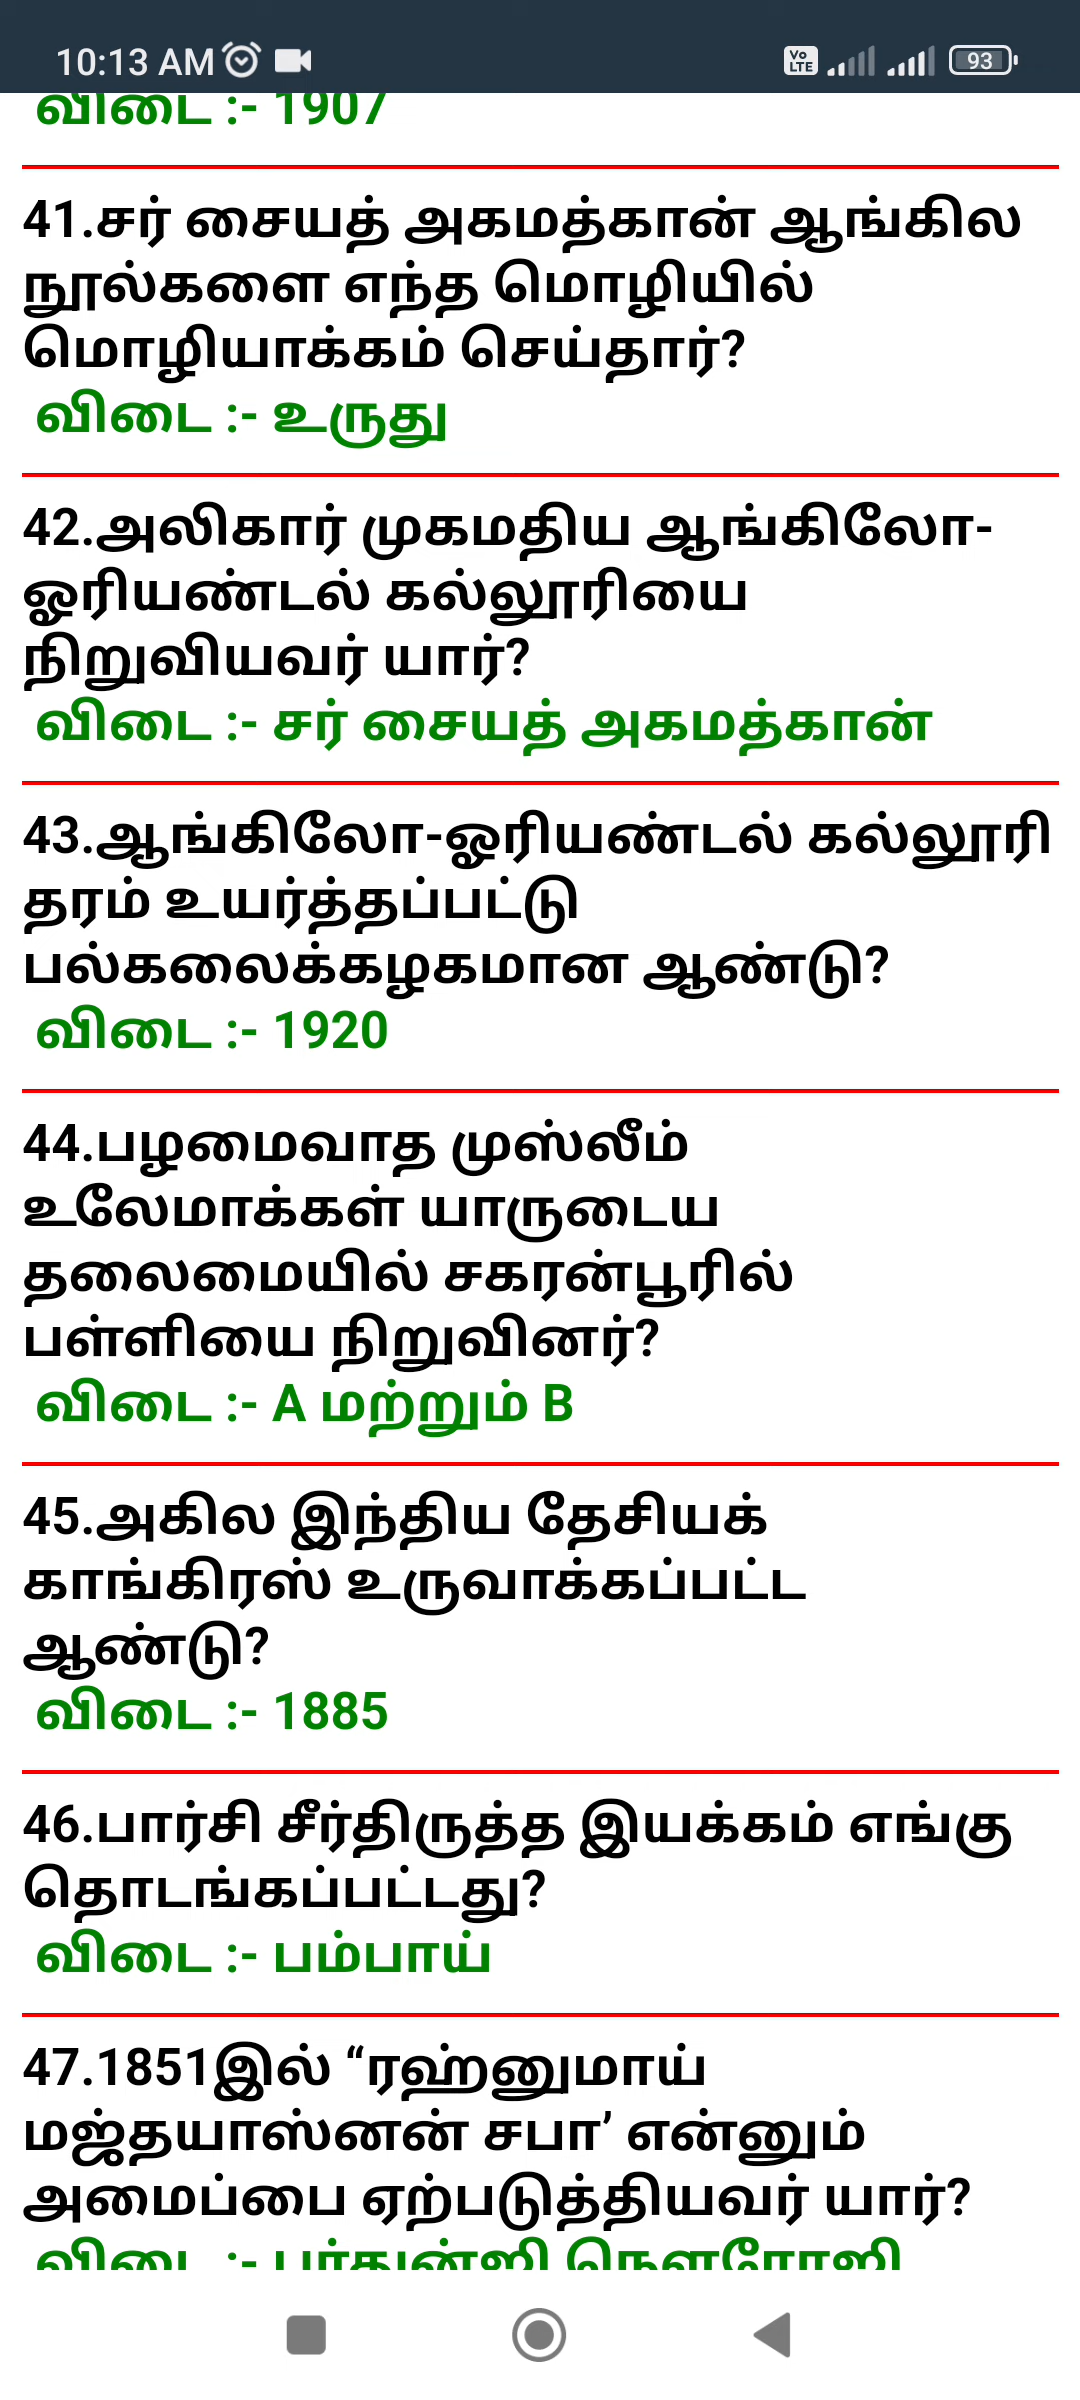 10:13 AM
Vo LTE
93
விடை :- 1907
41.சர் சையத் அகமத்கான் ஆங்கில
நூல்களை எந்த மொழியில்
மொழியாக்கம் செய்தார்?
விடை :- உருது
42.அலிகார் முகமதிய ஆங்கிலோ-
ஓரியண்டல் கல்லூரியை
நிறுவியவர் யார்?
விடை :- சர் சையத் அகமத்கான்
43.ஆங்கிலோ-ஓரியண்டல் கல்லூரி
தரம் உயர்த்தப்பட்டு
பல்கலைக்கழகமான ஆண்டு?
விடை :- 1920
44.பழமைவாத முஸ்லீம்
உலேமாக்கள் யாருடைய
தலைமையில் சகரன்பூரில்
பள்ளியை நிறுவினர்?
விடை :- A மற்றும் B
45.அகில இந்திய தேசியக்
காங்கிரஸ் உருவாக்கப்பட்ட
ஆண்டு?
விடை :- 1885
46.பார்சி சீர்திருத்த இயக்கம் எங்கு
தொடங்கப்பட்டது?
விடை :- பம்பாய்
47.1851இல் “ரஹ்னுமாய்
மஜ்தயாஸ்னன் சபா’ என்னும்
அமைப்பை ஏற்படுத்தியவர் யார்?
விடை :- நௌரோஜி